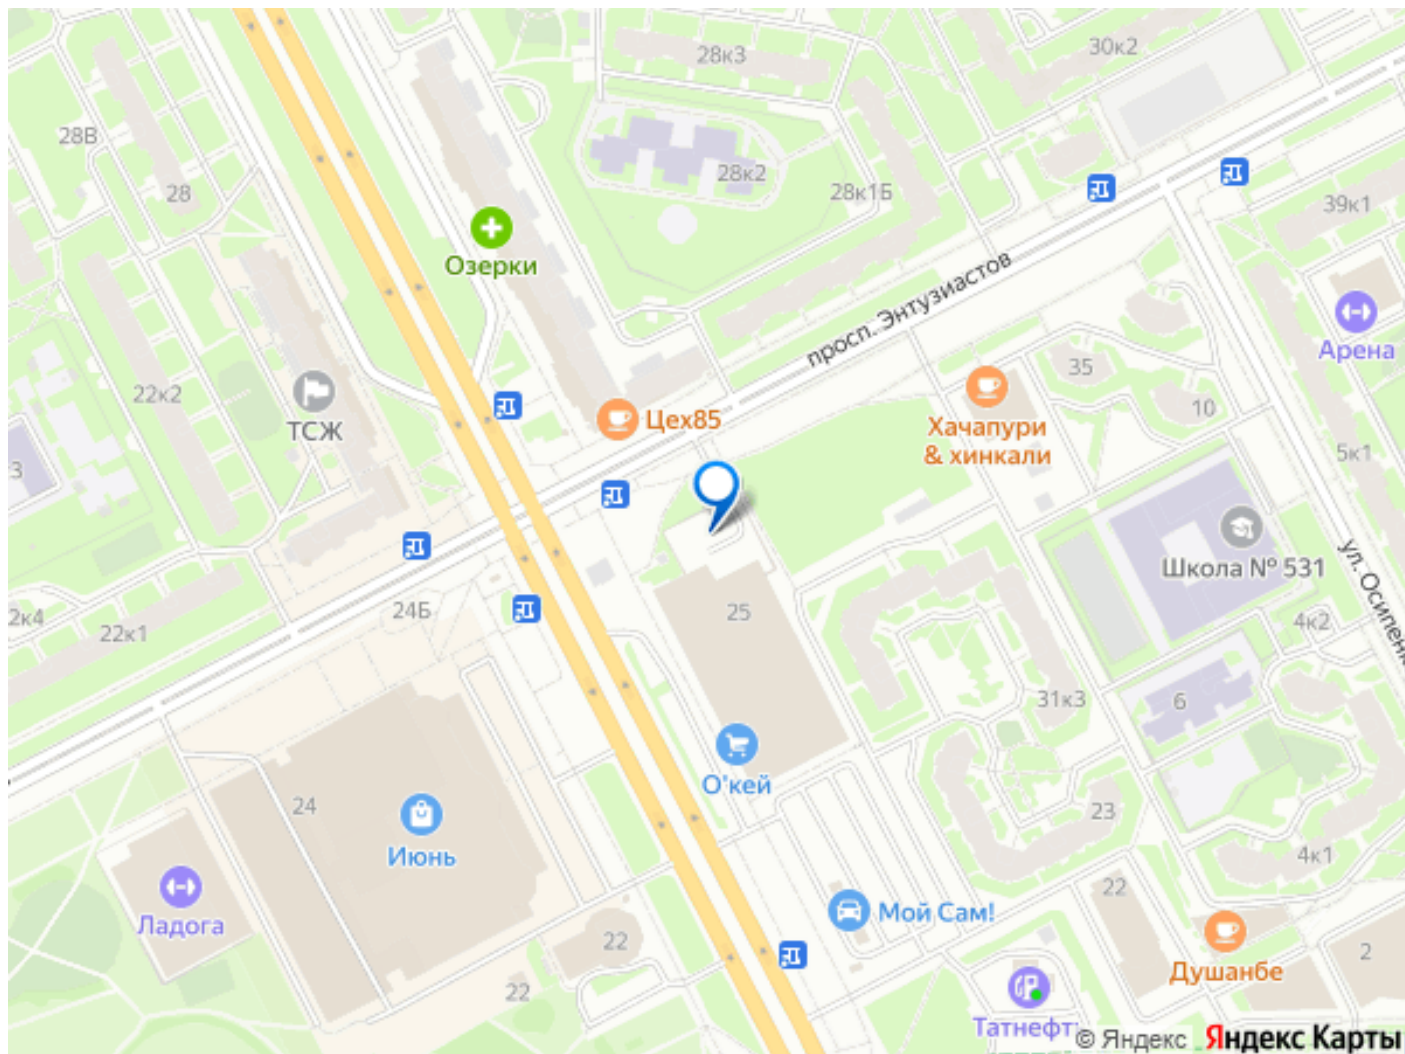 28к3
30к2
28В
28к2
28
28к1Б
39к1
Озерки
просп. Энтузиастов
Арена
35
22к2
10
ТСЖ
Цех85
Хачапури
& хинкали
5к1
3
Школа № 531
ул. Осипенк
2к4
22к1
24Б
25
4к2
6
31к3
О'кей
24
23
Июнь
4к1
22
Ладога
Мой Сам!
22
2
Душанбе
22
Татнефт
© Яндекс Яндекс Карты